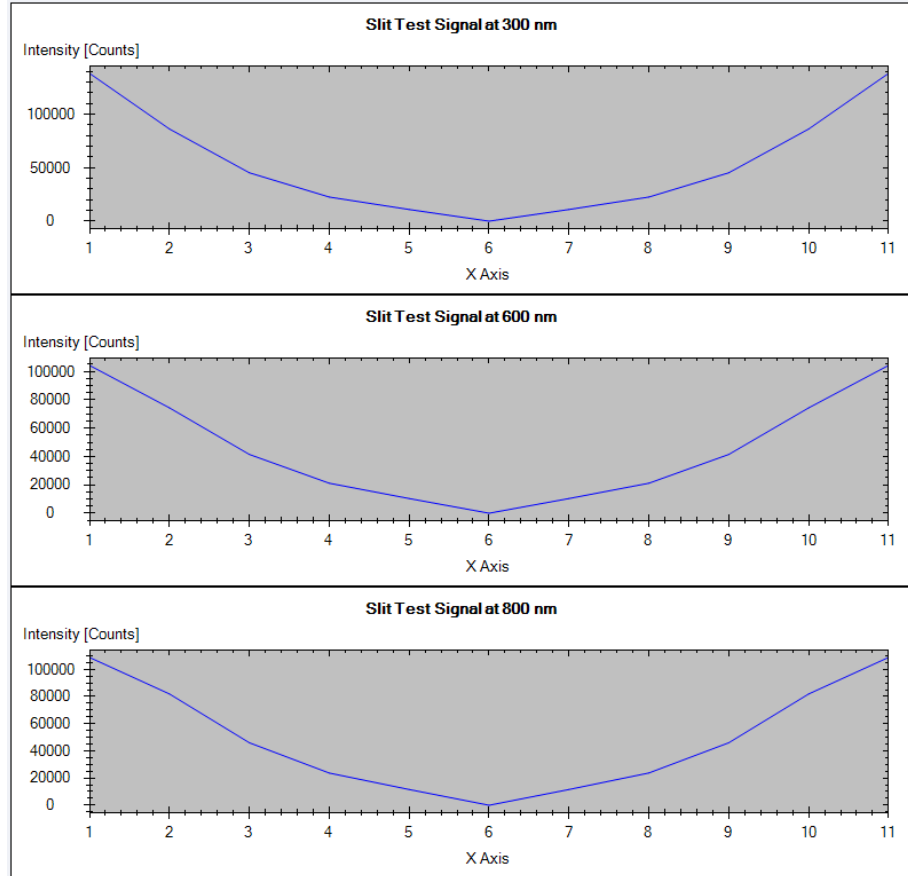 Slit Test Signal at 300 nm
Intensity [Counts]
100000
50000
0
1 2 3 4 5 6 7 8 9 10 11
X Axis
Slit Test Signal at 600 nm
Intensity [Counts]
100000
80000
60000
40000
20000
0
1 2 3 4 5 6 7 8 9 10 11
X Axis
Slit Test Signal at 800 nm
Intensity [Counts]
100000
80000
60000
40000
20000
0
1 2 3 4 5 6 7 8 9 10 11
X Axis